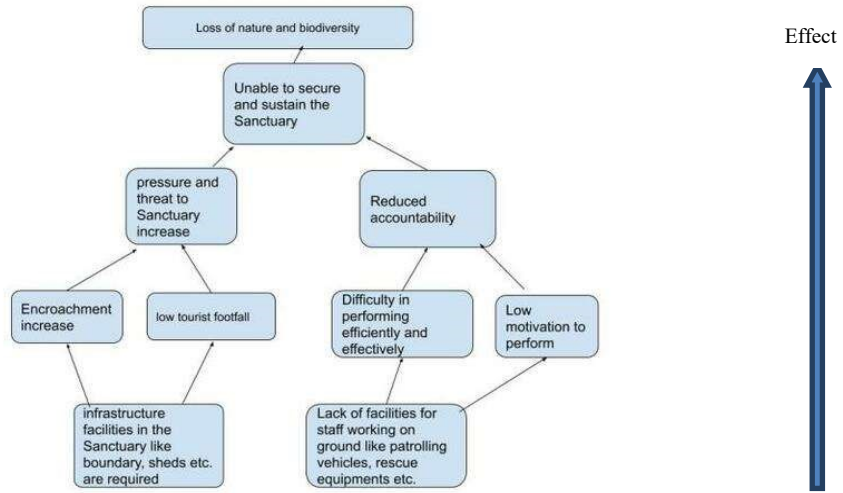 Loss of nature and biodiversity
Effect
Unable to secure
and sustain the
Sanctuary
pressure and
threat to
Sanctuary
increase
Reduced
accountability
Encroachment
increase
low tourist footfall
Difficulty in
performing
efficiently and
effectively
Low
motivation to
perform
infrastructure
facilities in the
Sanctuary like
boundary, sheds etc.
are required
Lack of facilities for
staff working on
ground like patrolling
vehicles, rescue
equipments etc.